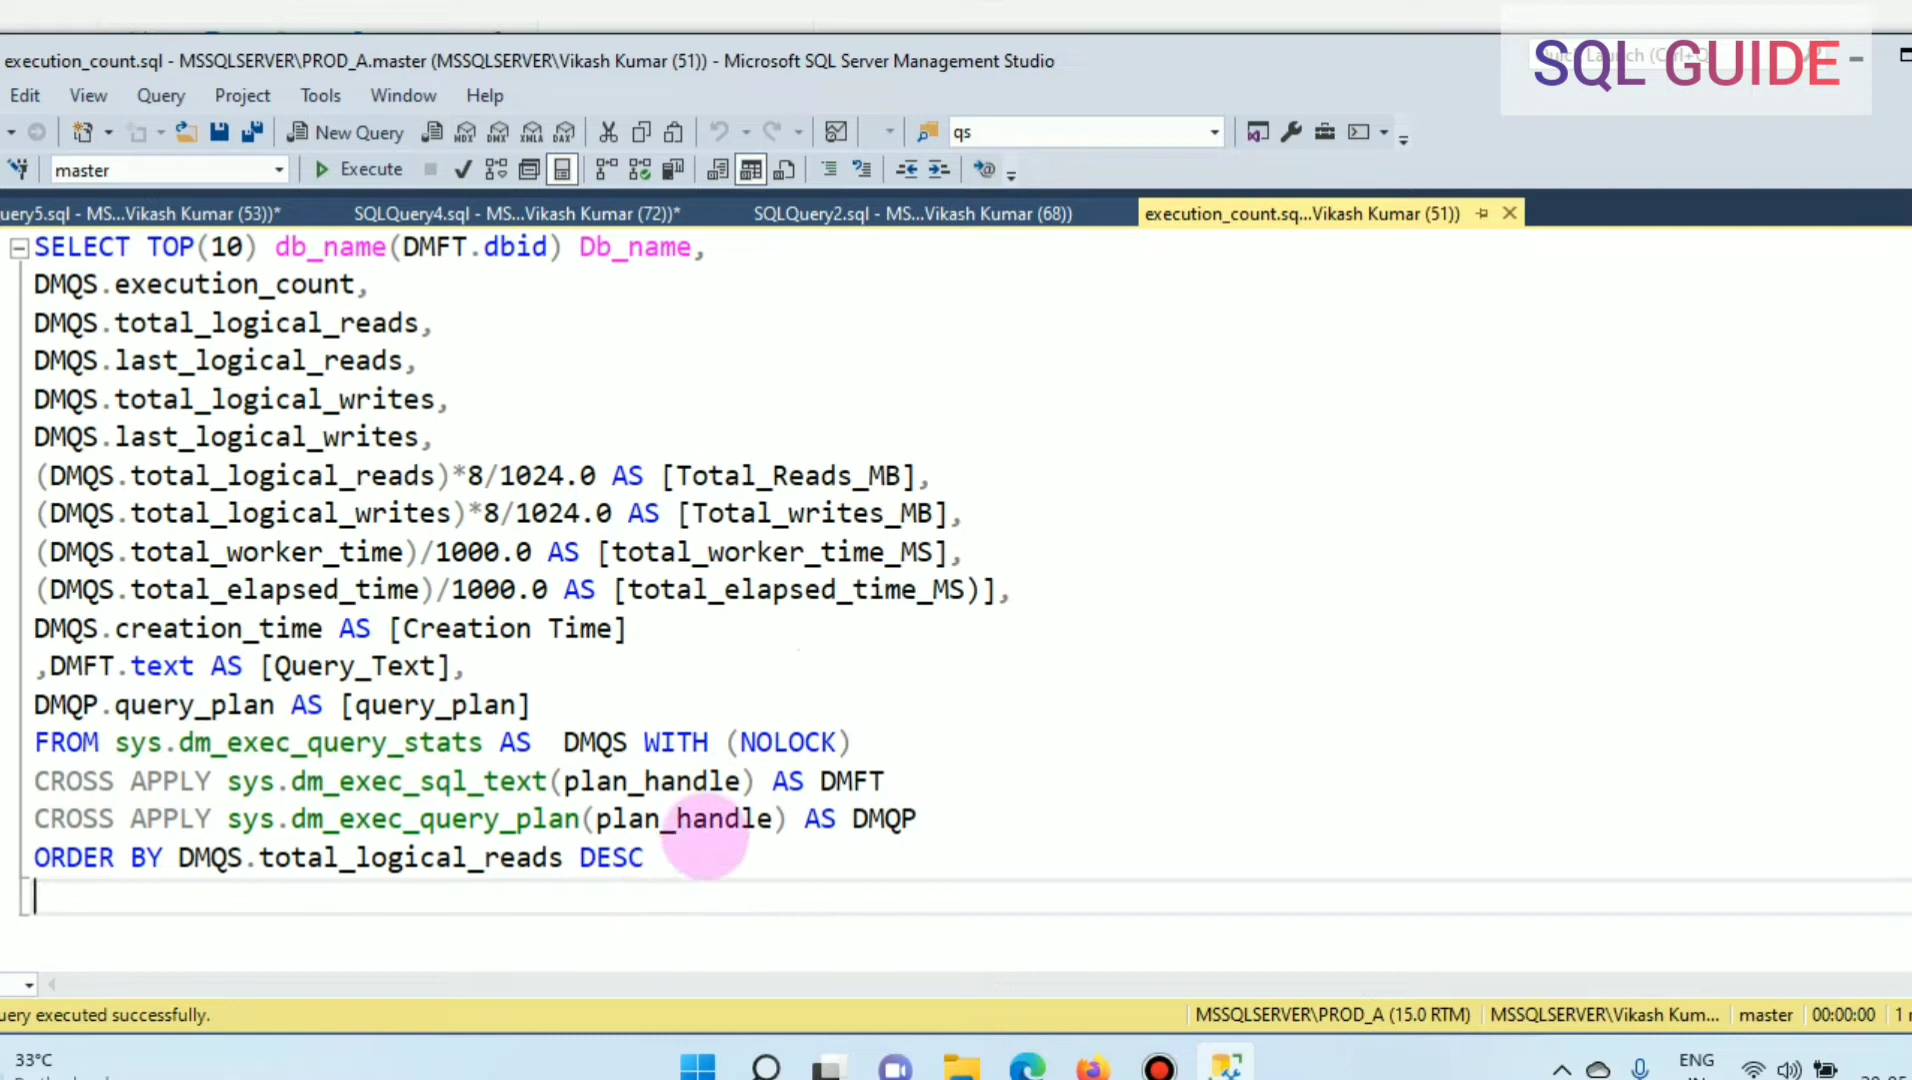 SQL GUIDE
execution_count.sql - MSSQLSERVER\PROD_A.master (MSSQLSERVER\Vikash Kumar (51)) - Microsoft SQL Server Management Studio
Edit View Query Project Tools Window Help
New Query MDX DMX XMLA DAX qs
master Execute
uery5.sql - MS...Vikash Kumar (53))* SQLQuery4.sql - MS...Vikash Kumar (72))* SQLQuery2.sql - MS...Vikash Kumar (68)) execution_count.sq...Vikash Kumar (51))
SELECT TOP(10) db_name(DMFT.dbid) Db_name,
DMQS.execution_count,
DMQS.total_logical_reads,
DMQS.last_logical_reads,
DMQS.total_logical_writes,
DMQS.last_logical_writes,
(DMQS.total_logical_reads)*8/1024.0 AS [Total_Reads_MB],
(DMQS.total_logical_writes)*8/1024.0 AS [Total_writes_MB],
(DMQS.total_worker_time)/1000.0 AS [total_worker_time_MS],
(DMQS.total_elapsed_time)/1000.0 AS [total_elapsed_time_MS)],
DMQS.creation_time AS [Creation Time]
,DMFT.text AS [Query_Text],
DMQP.query_plan AS [query_plan]
FROM sys.dm_exec_query_stats AS  DMQS WITH (NOLOCK)
CROSS APPLY sys.dm_exec_sql_text(plan_handle) AS DMFT
CROSS APPLY sys.dm_exec_query_plan(plan_handle) AS DMQP
ORDER BY DMQS.total_logical_reads DESC
uery executed successfully. MSSQLSERVER\PROD_A (15.0 RTM) MSSQLSERVER\Vikash Kum... master 00:00:00 1
33°C
ENG